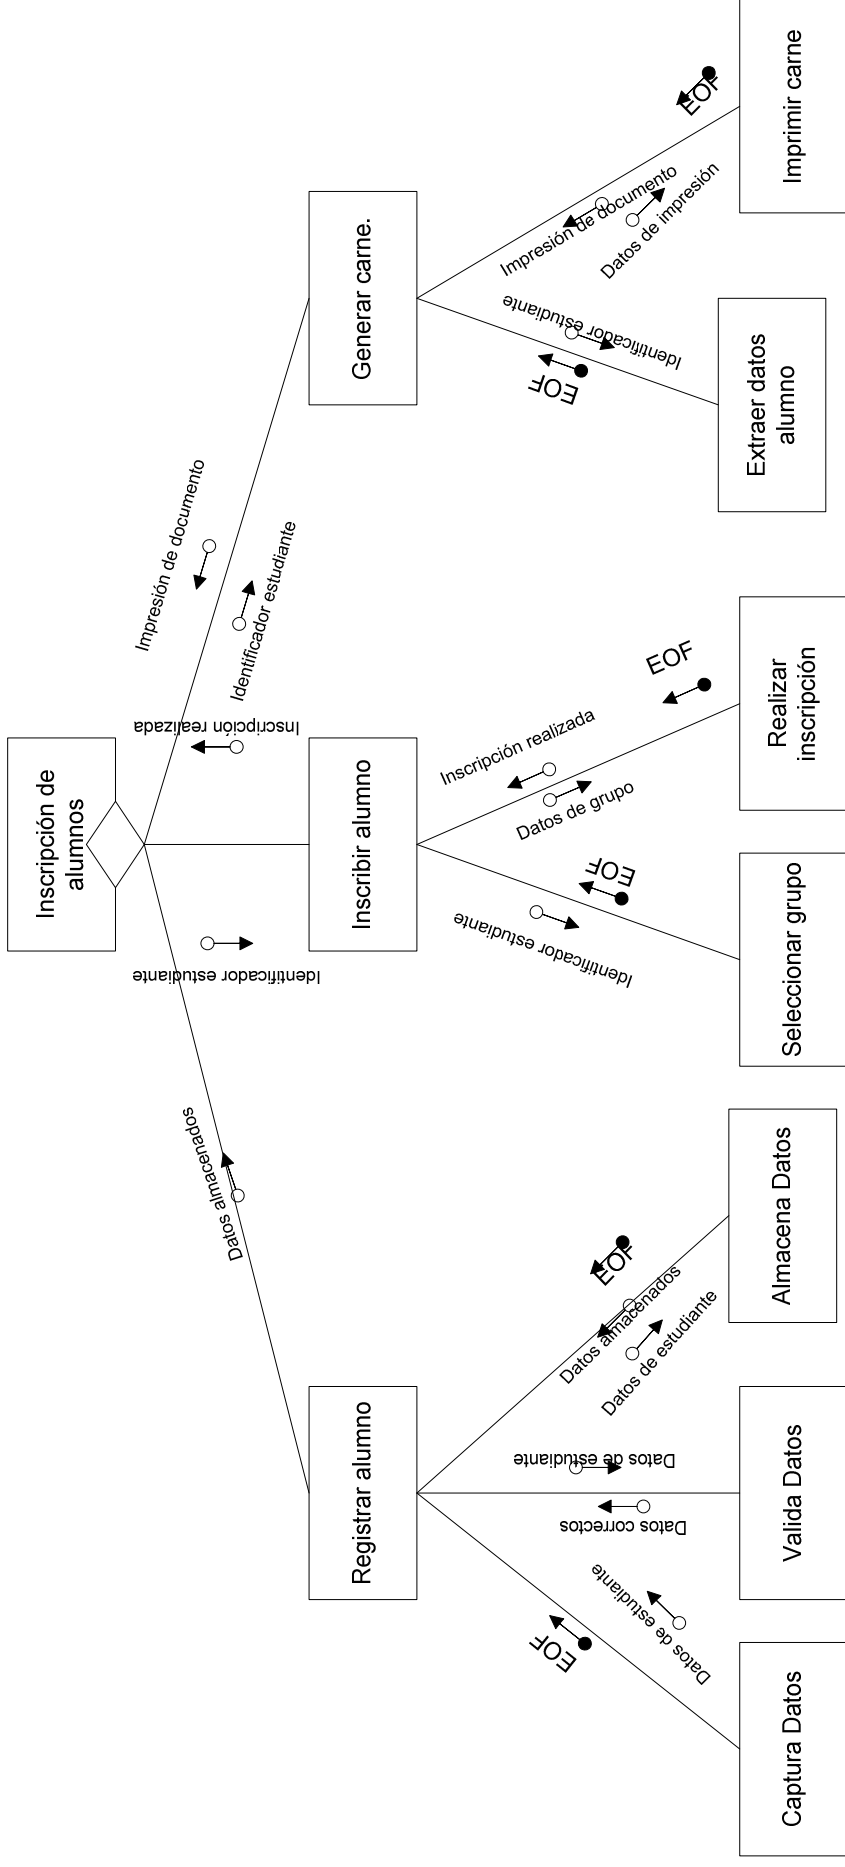 Inscripción de
alumnos
Datos almacenados
Identificador estudiante
Inscripción realizada
Identificador estudiante
Impresión de documento
Registrar alumno
Inscribir alumno
Generar carne.
EOF
Datos de estudiante
Datos correctos
Datos de estudiante
Datos almacenados
Datos de estudiante
EOF
Identificador estudiante
EOF
Datos de grupo
Inscripción realizada
EOF
EOF
Identificador estudiante
Impresión de documento
Datos de impresión
EOF
Captura Datos
Valida Datos
Almacena Datos
Seleccionar grupo
Realizar
inscripción
Extraer datos
alumno
Imprimir carne